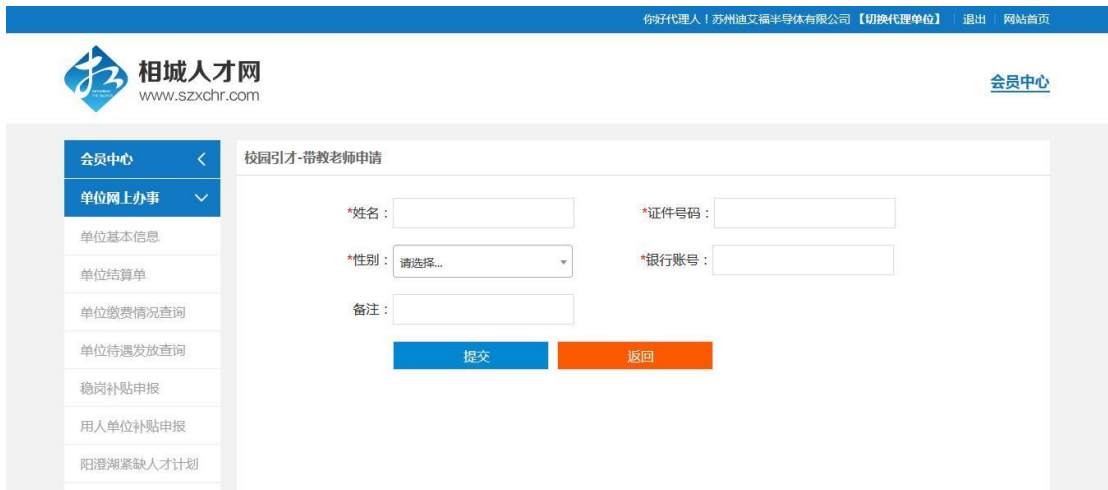 你好代理人！苏州迪艾福半导体有限公司【切换代理单位】 退出 网站首页
相城人才网
www.szxchr.com
会员中心
会员中心
校园引才-带教老师申请
单位网上办事
*姓名：
*证件号码：
单位基本信息
*性别：
请选择...
*银行账号：
单位结算单
备注：
单位缴费情况查询
单位待遇发放查询
提交
返回
稳岗补贴申报
用人单位补贴申报
阳澄湖紧缺人才计划